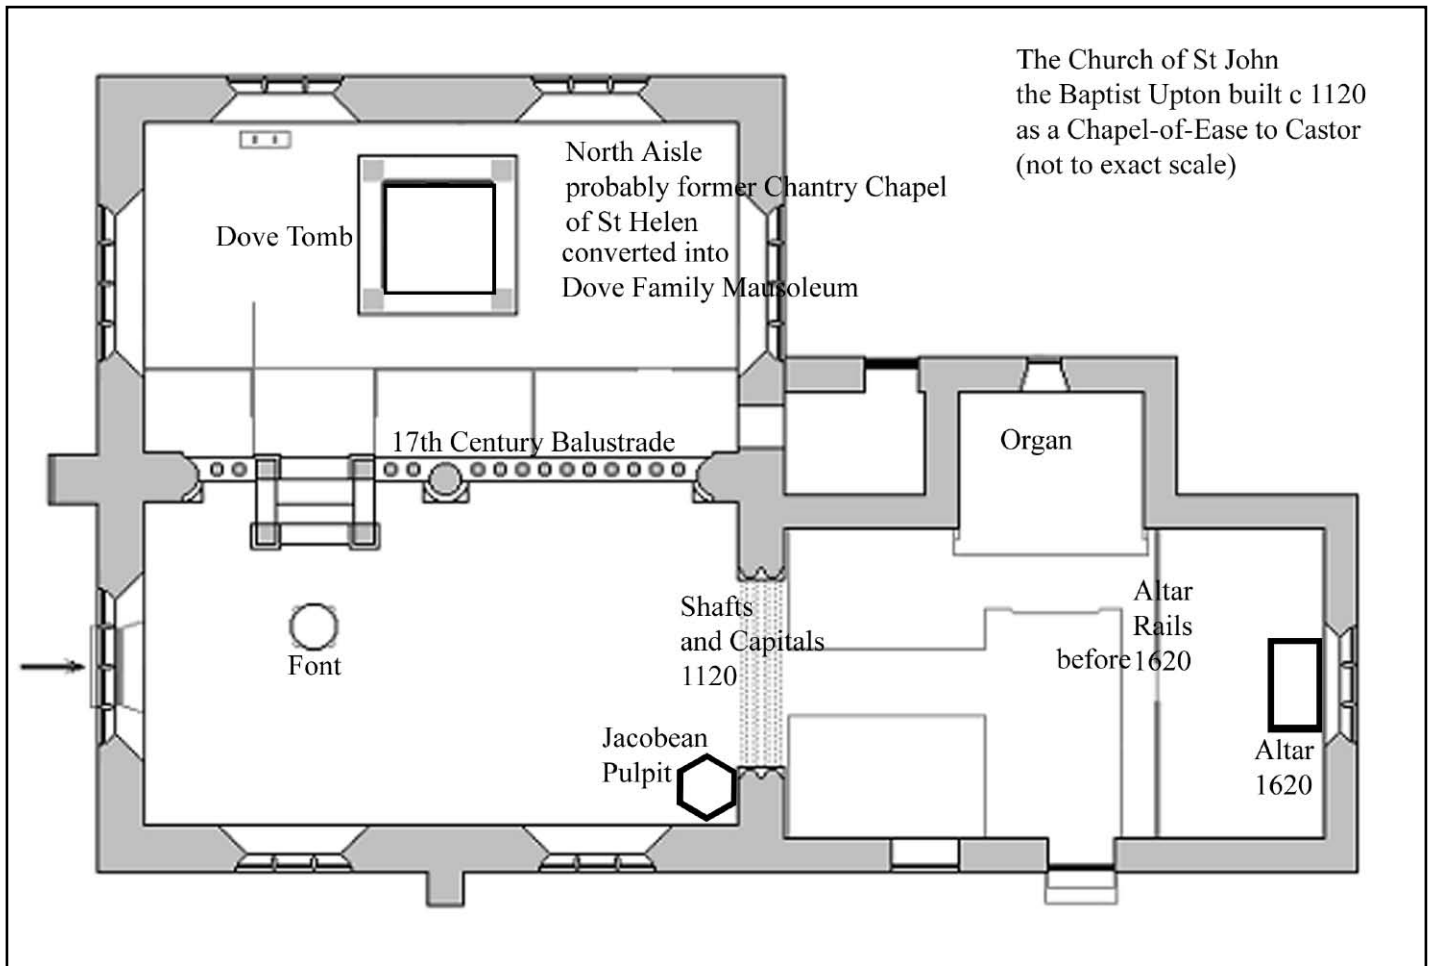 The Church of St John
the Baptist Upton built c 1120
as a Chapel-of-Ease to Castor
(not to exact scale)
North Aisle
probably former Chantry Chapel
of St Helen
converted into
Dove Family Mausoleum
Dove Tomb
17th Century Balustrade
Organ
Shafts
and Capitals
1120
Altar
Rails
before 1620
Font
Jacobean
Pulpit
Altar
1620